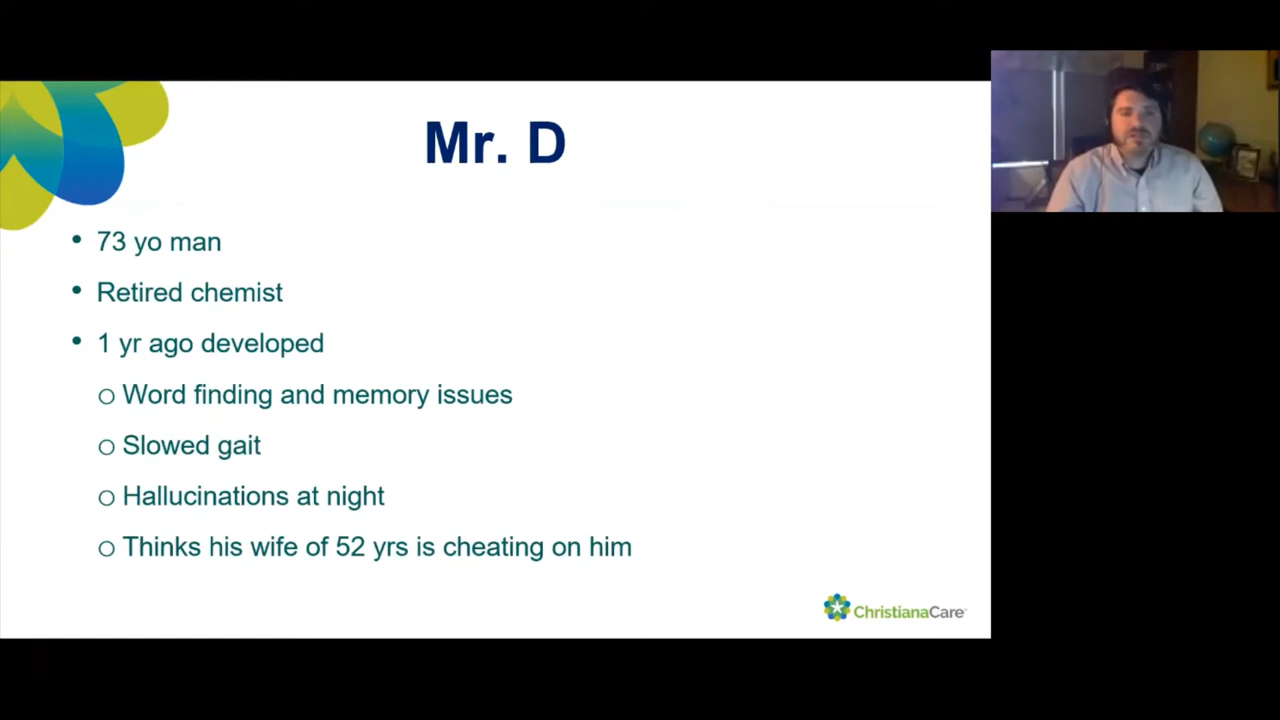 Mr. D
• 73 yo man
• Retired chemist
• 1 yr ago developed
o Word finding and memory issues
o Slowed gait
o Hallucinations at night
o Thinks his wife of 52 yrs is cheating on him
ChristianaCare™